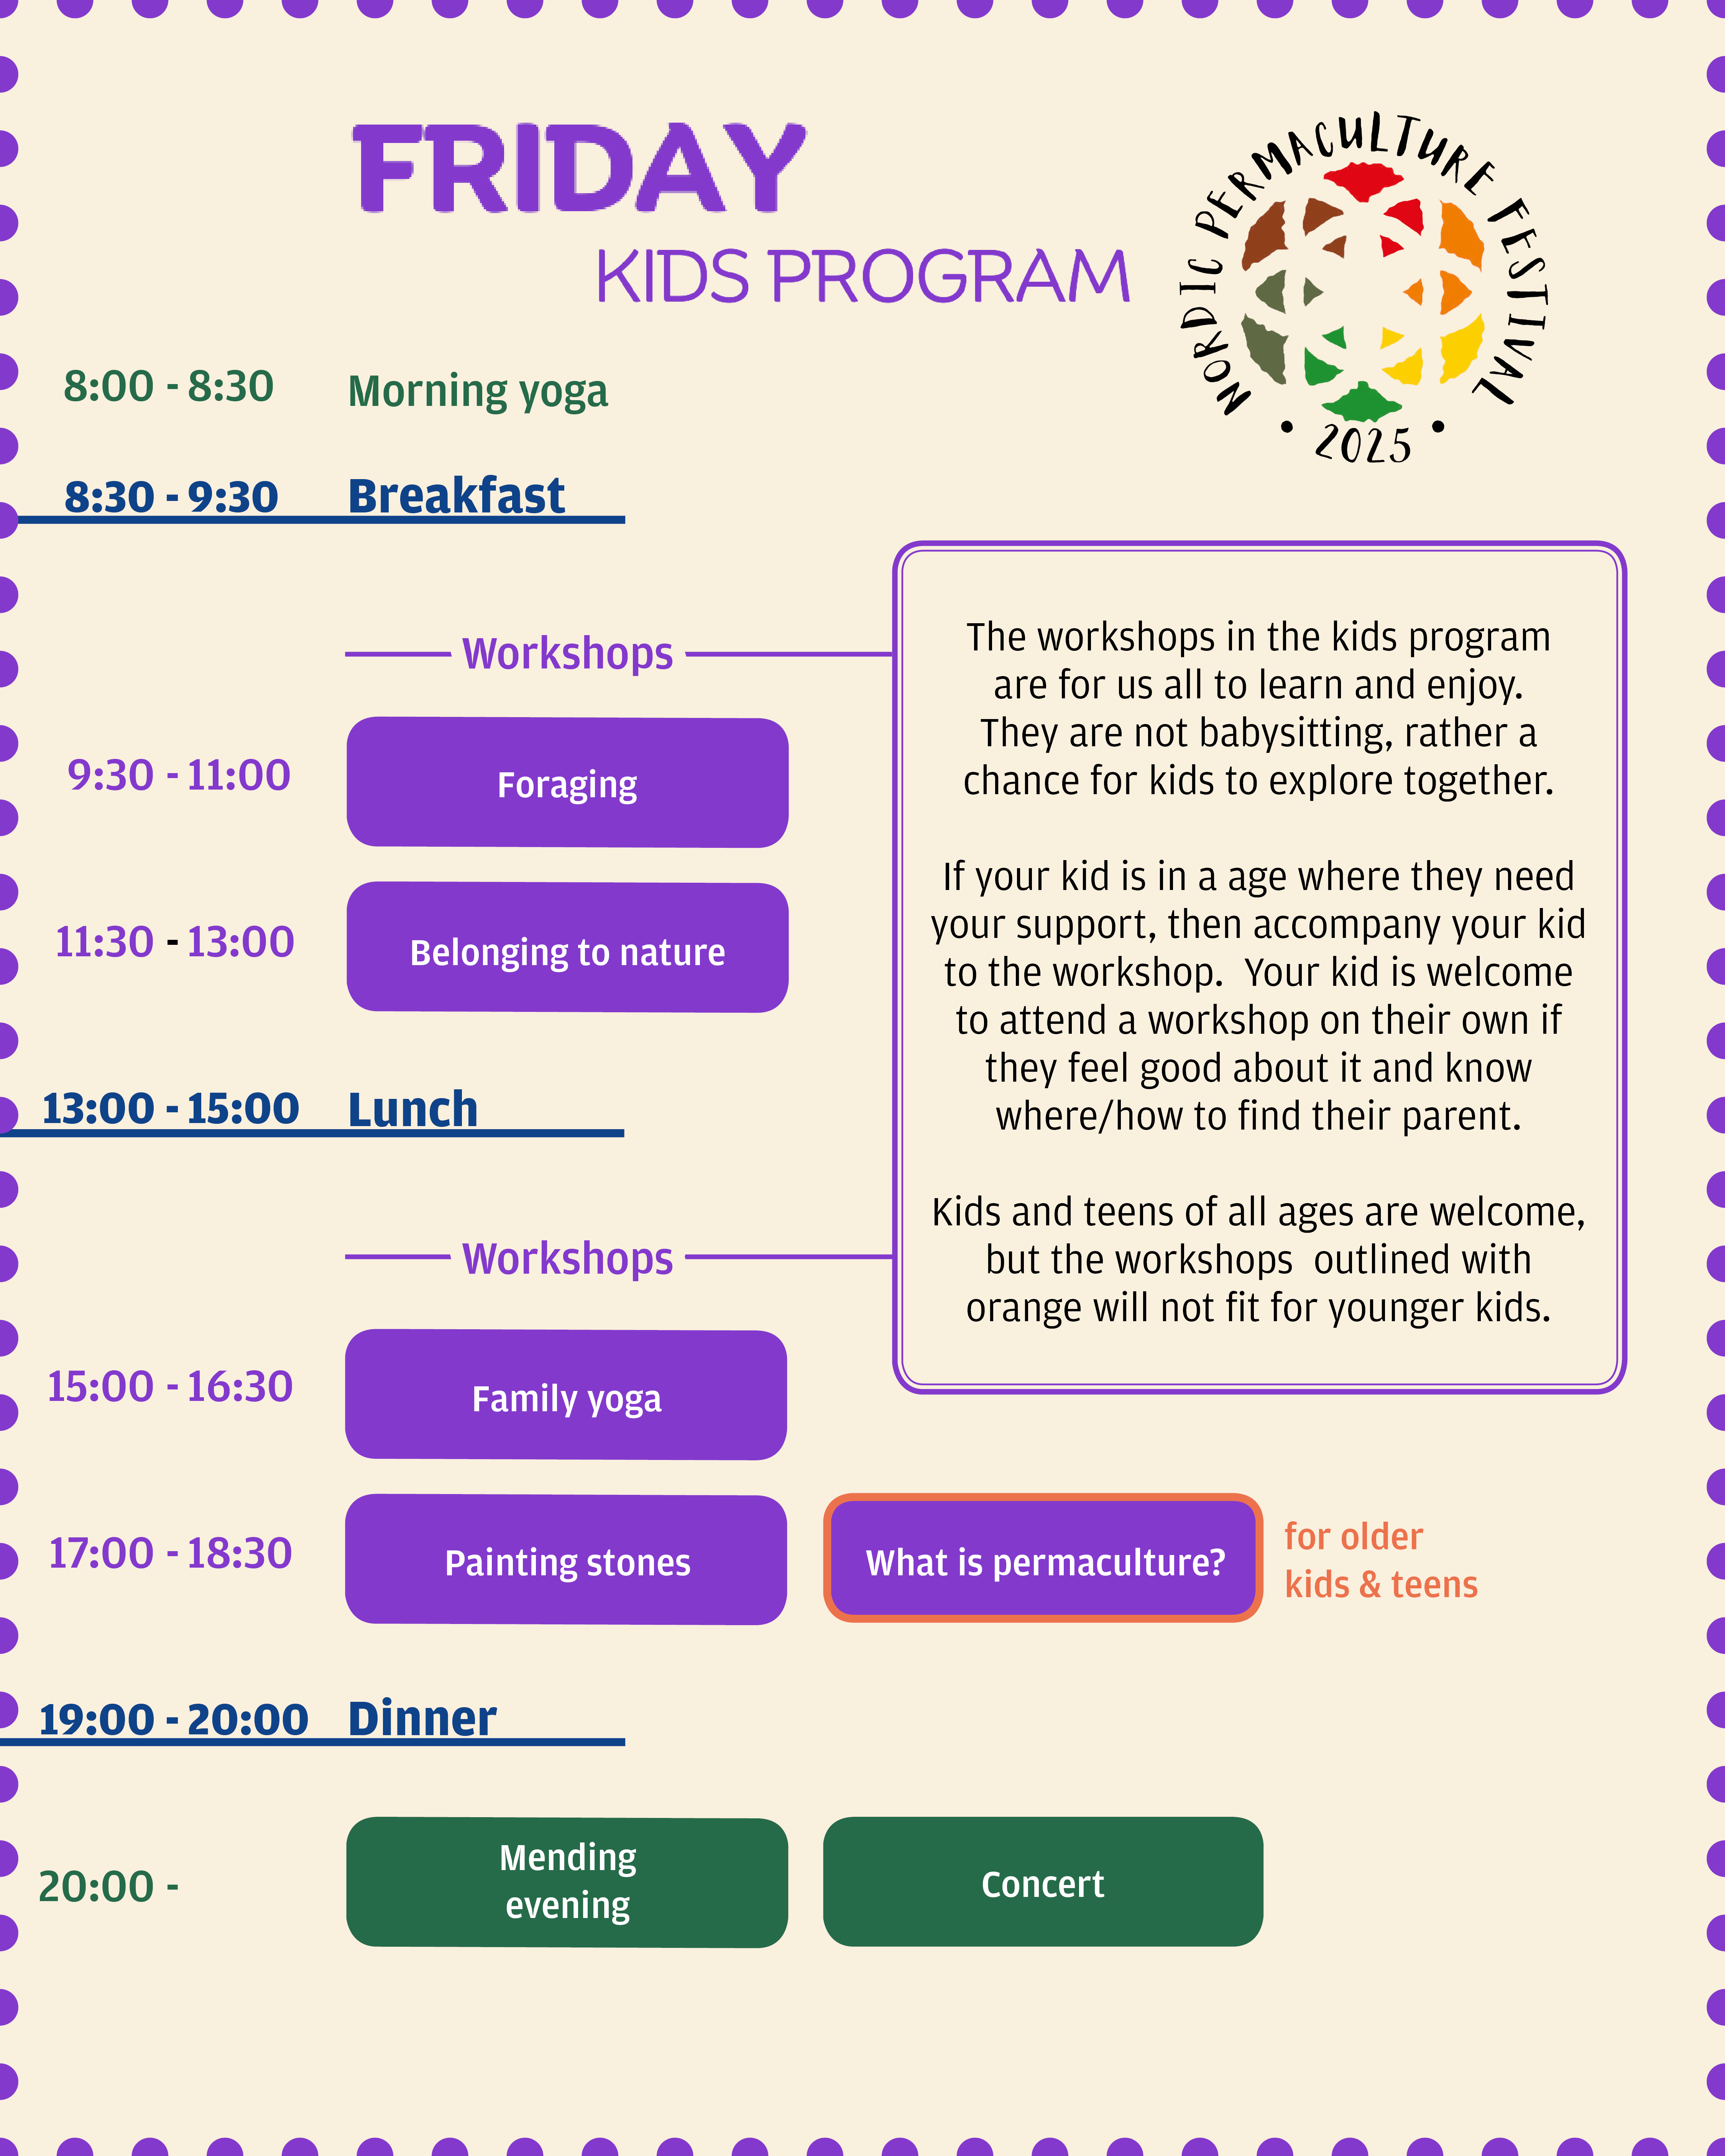 FRIDAY
KIDS PROGRAM
NORDIC PERMACULTURE FESTIVAL
• 2025 •
8:00 - 8:30 Morning yoga
8:30 - 9:30 Breakfast
Workshops
9:30 - 11:00 Foraging
11:30 - 13:00 Belonging to nature
13:00 - 15:00 Lunch
The workshops in the kids program
are for us all to learn and enjoy.
They are not babysitting, rather a
chance for kids to explore together.
If your kid is in a age where they need
your support, then accompany your kid
to the workshop.  Your kid is welcome
to attend a workshop on their own if
they feel good about it and know
where/how to find their parent.
Kids and teens of all ages are welcome,
but the workshops  outlined with
orange will not fit for younger kids.
Workshops
15:00 - 16:30 Family yoga
17:00 - 18:30 Painting stones What is permaculture?
for older
kids & teens
19:00 - 20:00 Dinner
20:00 -
Mending
evening
Concert